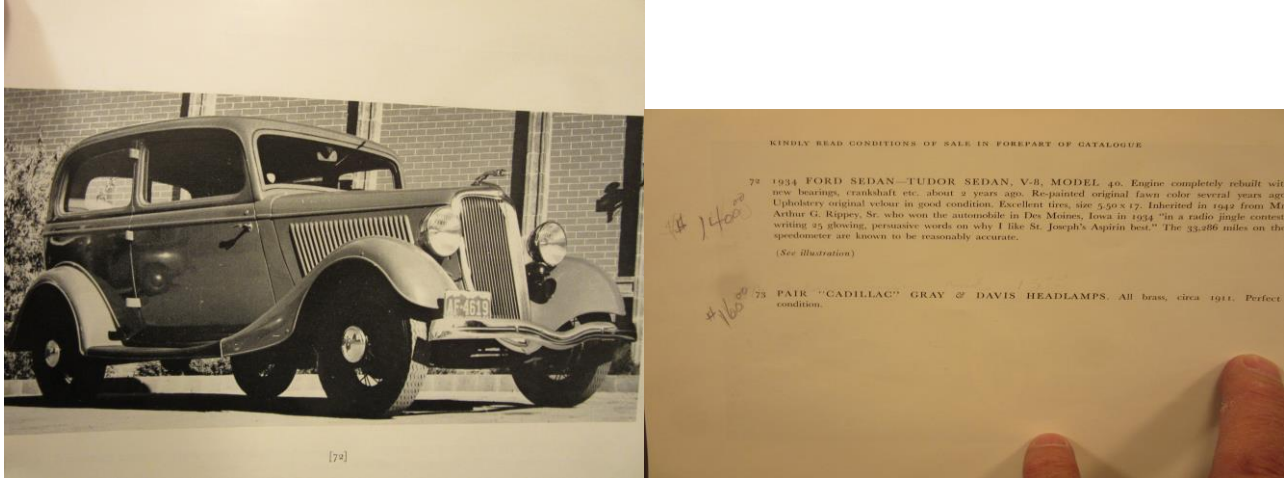 AF-4619
[72]
KINDLY READ CONDITIONS OF SALE IN FOREPART OF CATALOGUE
72 1934 FORD SEDAN—TUDOR SEDAN, V-8, MODEL 40. Engine completely rebuilt wit
new bearings, crankshaft etc. about 2 years ago. Re-painted original fawn color several years ag
Upholstery original velour in good condition. Excellent tires, size 5.50 x 17. Inherited in 1942 from M
$ 1400.00 Arthur G. Rippey, Sr. who won the automobile in Des Moines, Iowa in 1934 "in a radio jingle contest
writing 25 glowing, persuasive words on why I like St. Joseph's Aspirin best." The 33,286 miles on the
speedometer are known to be reasonably accurate.
(See illustration)
73 PAIR "CADILLAC" GRAY & DAVIS HEADLAMPS. All brass, circa 1911. Perfect
$160.00 condition.